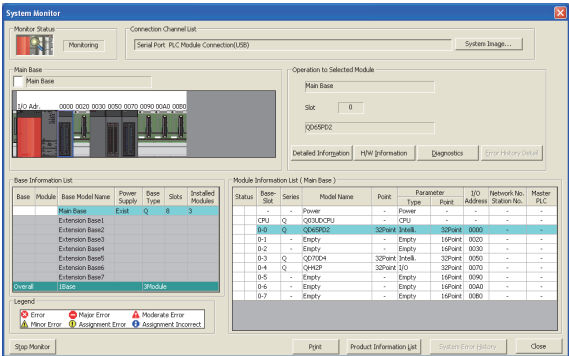 System Monitor
Monitor Status
Monitoring
Connection Channel List
Serial Port PLC Module Connection(USB)
System Image...
Main Base
Main Base
I/O Adr. 0000 0020 0030 0050 0070 0090 00A0 00B0
Operation to Selected Module
Main Base
Slot 0
QD65PD2
Detailed Information H/W Information Diagnostics Error History Detail
Base Information List
Base Module Base Model Name Power Supply Base Type Slots Installed Modules
Main Base Exist Q 8 3
Extension Base1
Extension Base2
Extension Base3
Extension Base4
Extension Base5
Extension Base6
Extension Base7
Overall 1Base 3Module
Legend
Error Major Error Moderate Error
Minor Error Assignment Error Assignment Incorrect
Module Information List ( Main Base )
Status Base-Slot Series Model Name Point Parameter Type Point I/O Address Network No. Station No. Master PLC
- - Power - Power - - - -
CPU Q Q03UDCPU - CPU - - - -
0-0 Q QD65PD2 32Point Intelli. 32Point 0000 - -
0-1 - Empty - Empty 16Point 0020 - -
0-2 - Empty - Empty 32Point 0030 - -
0-3 Q QD70D4 32Point Intelli. 32Point 0050 - -
0-4 Q QH42P 32Point I/O 32Point 0070 - -
0-5 - Empty - Empty 16Point 0090 - -
0-6 - Empty - Empty 16Point 00A0 - -
0-7 - Empty - Empty 16Point 00B0 - -
Stop Monitor Print Product Information List System Error History Close